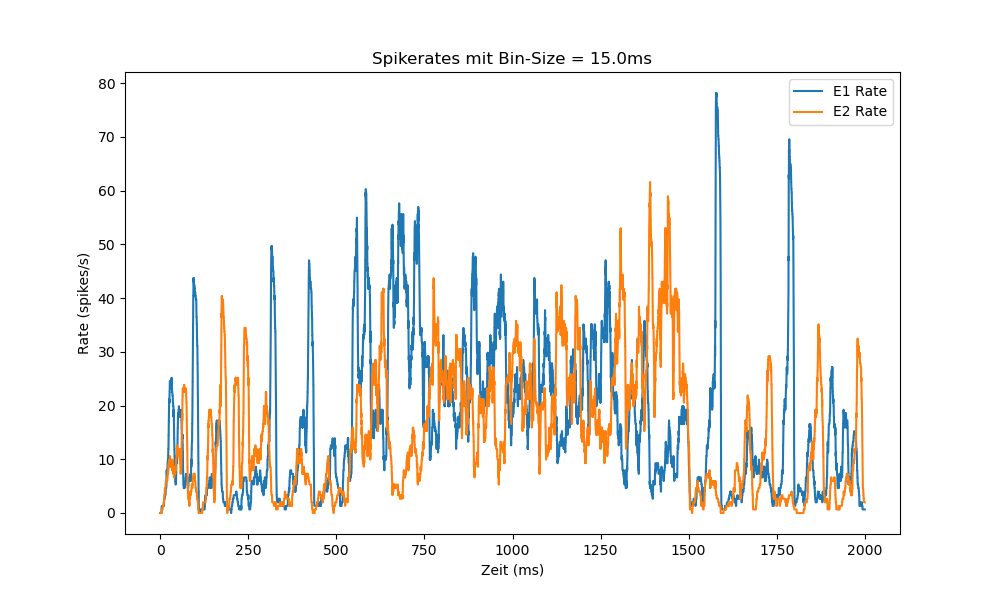 Spikerates mit Bin-Size = 15.0ms
E1 Rate
E2 Rate
80
70
60
50
40
30
20
10
0
Rate (spikes/s)
0 250 500 750 1000 1250 1500 1750 2000
Zeit (ms)